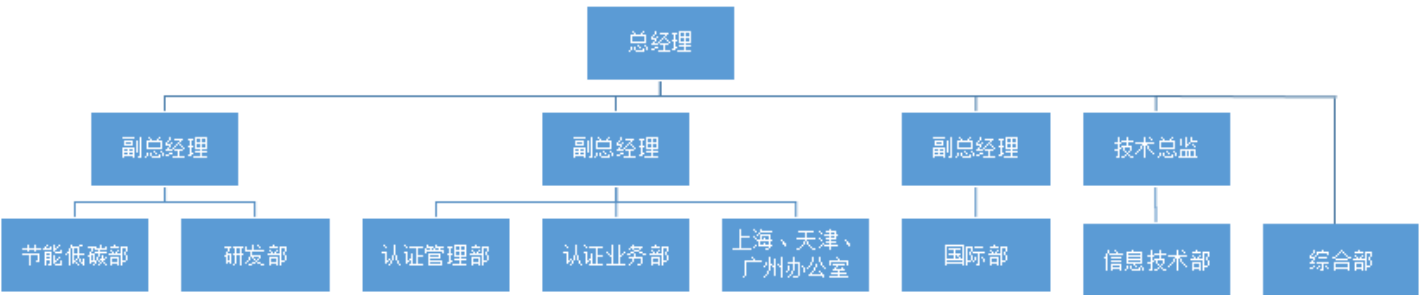 总经理
副总经理
副总经理
副总经理
技术总监
节能低碳部
研发部
认证管理部
认证业务部
上海、天津、
广州办公室
国际部
信息技术部
综合部